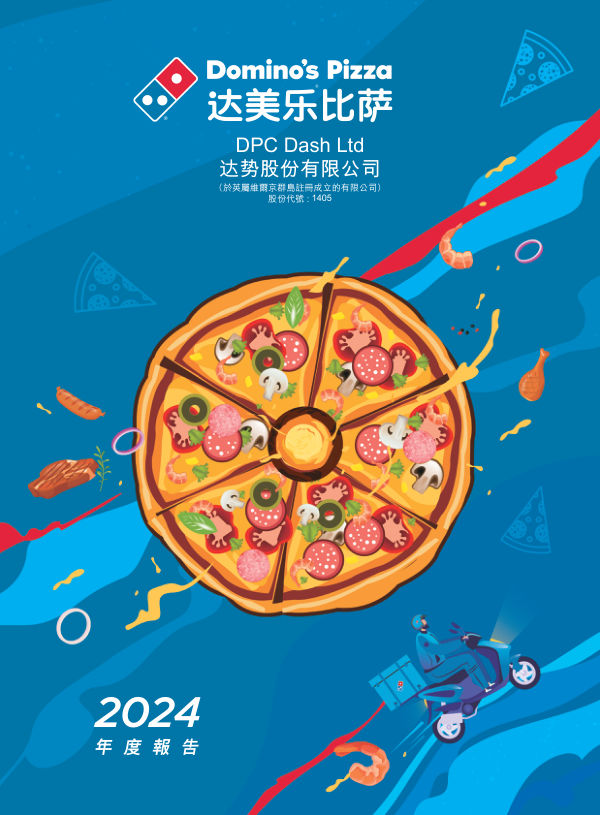 Domino's Pizza
达美乐比萨
DPC Dash Ltd
达势股份有限公司
（於英屬維爾京群島註冊成立的有限公司）
股份代號 : 1405
2024
年度報告